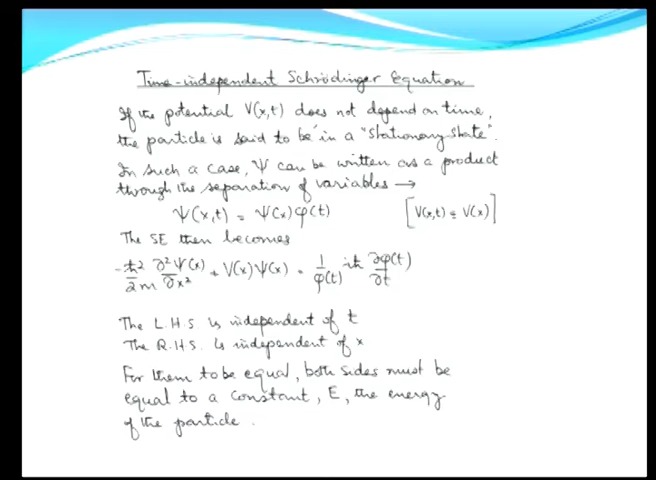 Time-independent Schrödinger Equation
If the potential V(x,t) does not depend on time,
the particle is said to be in a "Stationary state".
In such a case, Ψ can be written as a product
through the separation of variables →
Ψ(x,t) = Ψ(x)φ(t) [V(x,t) = V(x)]
The SE then becomes
-ħ²/2m ∂²Ψ(x)/∂x² + V(x)Ψ(x) = 1/φ(t) iħ ∂φ(t)/∂t
The L.H.S is independent of t
The R.H.S. is independent of x
For them to be equal, both sides must be
equal to a constant, E, the energy
of the particle.